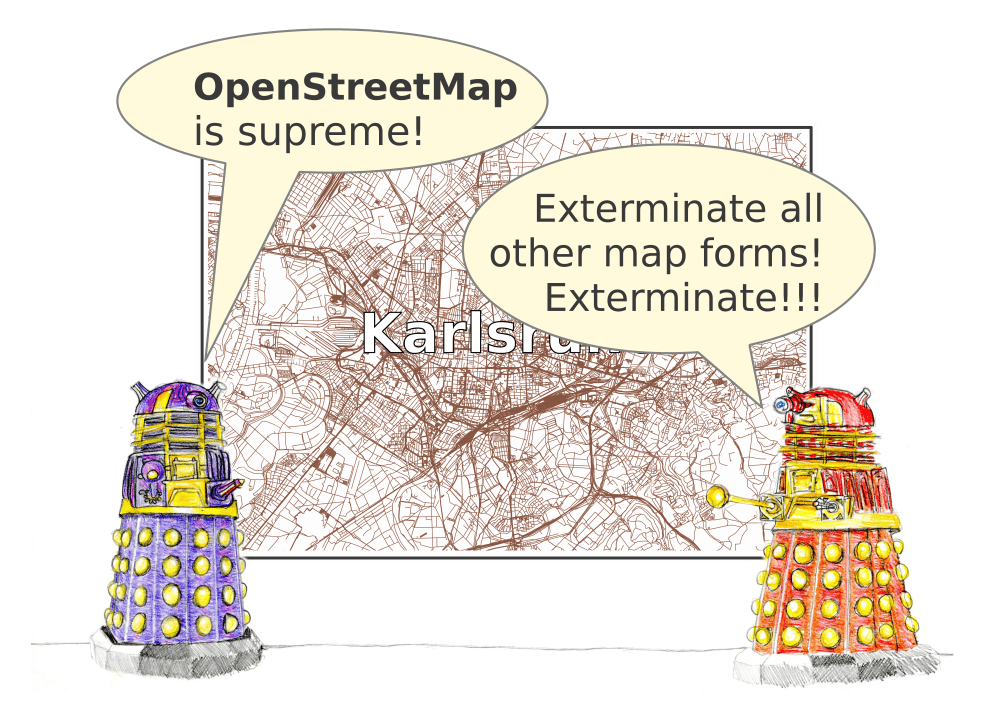 OpenStreetMap
is supreme!
Exterminate all
other map forms!
Exterminate!!!